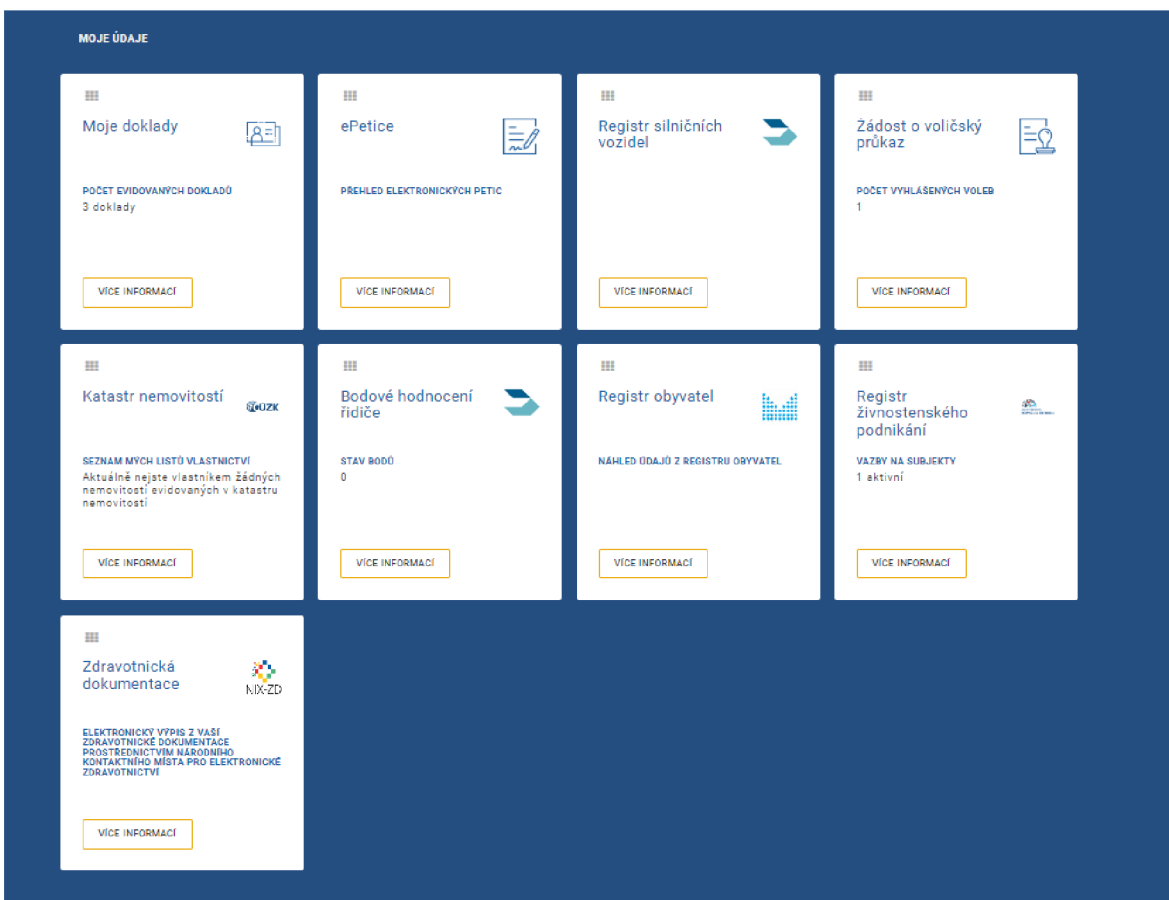 MOJE ÚDAJE
Moje doklady
POČET EVIDOVANÝCH DOKLADŮ
3 doklady
VÍCE INFORMACÍ
ePetice
PŘEHLED ELEKTRONICKÝCH PETIC
VÍCE INFORMACÍ
Registr silničních
vozidel
VÍCE INFORMACÍ
Žádost o voličský
průkaz
POČET VYHLÁŠENÝCH VOLEB
1
VÍCE INFORMACÍ
Katastr nemovitostí
ČÚZK
SEZNAM MÝCH LISTŮ VLASTNICTVÍ
Aktuálně nejste vlastníkem žádných
nemovitostí evidovaných v katastru
nemovitostí
VÍCE INFORMACÍ
Bodové hodnocení
řidiče
STAV BODŮ
0
VÍCE INFORMACÍ
Registr obyvatel
NÁHLED ÚDAJŮ Z REGISTRU OBYVATEL
VÍCE INFORMACÍ
Registr
živnostenského
podnikání
VAZBY NA SUBJEKTY
1 aktivní
VÍCE INFORMACÍ
Zdravotnická
dokumentace
NIX-ZD
ELEKTRONICKÝ VÝPIS Z VAŠÍ
ZDRAVOTNICKÉ DOKUMENTACE
PROSTŘEDNICTVÍM NÁRODNÍHO
KONTAKTNÍHO MÍSTA PRO ELEKTRONICKÉ
ZDRAVOTNICTVÍ
VÍCE INFORMACÍ